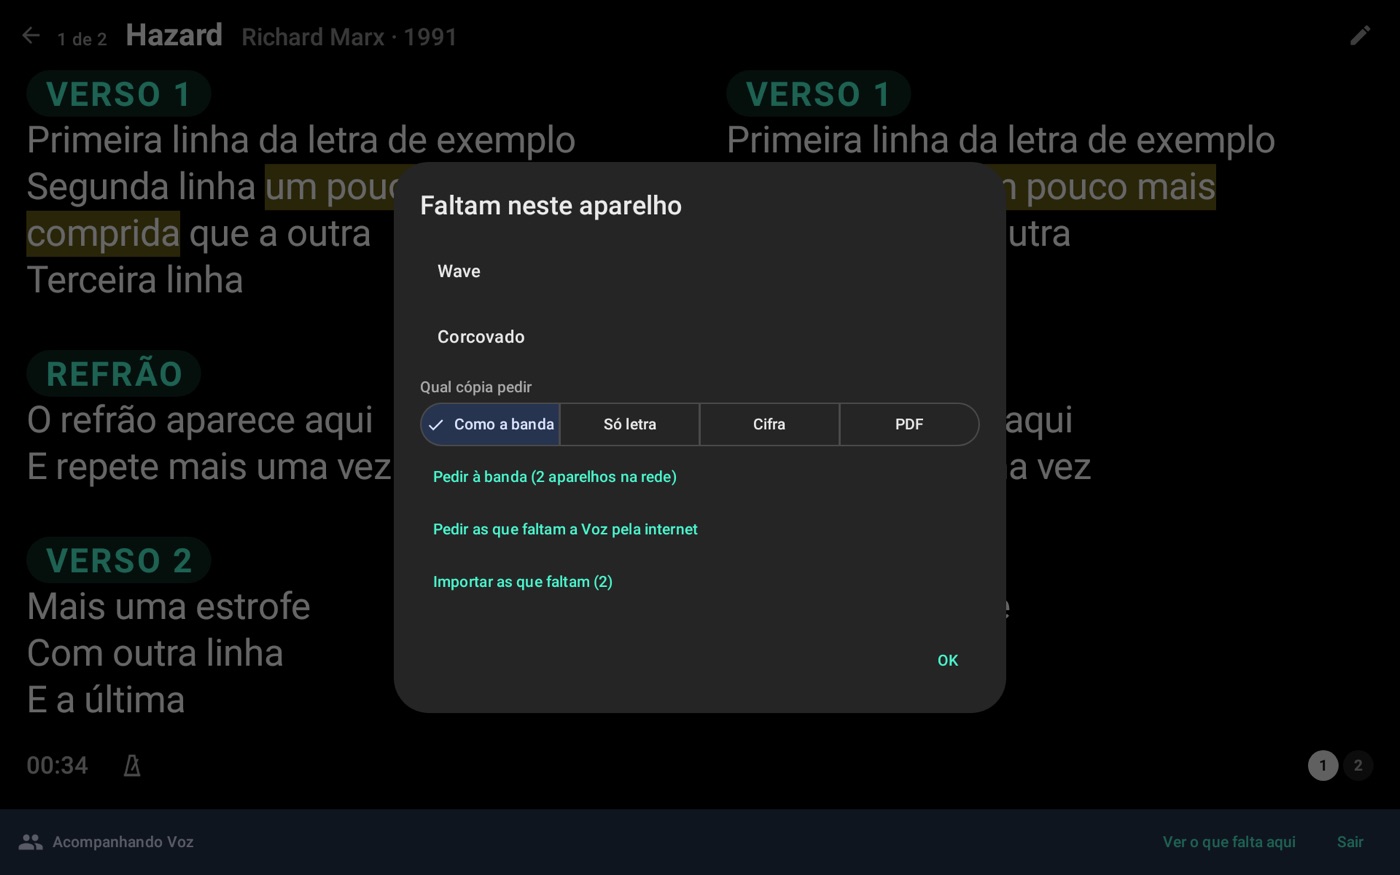 1 de 2 Hazard Richard Marx · 1991
VERSO 1
Primeira linha da letra de exemplo
Segunda linha um pouc
comprida que a outra
Terceira linha
REFRÃO
O refrão aparece aqui
E repete mais uma vez
VERSO 2
Mais uma estrofe
Com outra linha
E a última
VERSO 1
Primeira linha da letra de exemplo
pouco mais
utra
aqui
a vez
Faltam neste aparelho
Wave
Corcovado
Qual cópia pedir
Como a banda
Só letra
Cifra
PDF
Pedir à banda (2 aparelhos na rede)
Pedir as que faltam a Voz pela internet
Importar as que faltam (2)
OK
00:34
1 2
Acompanhando Voz
Ver o que falta aqui
Sair